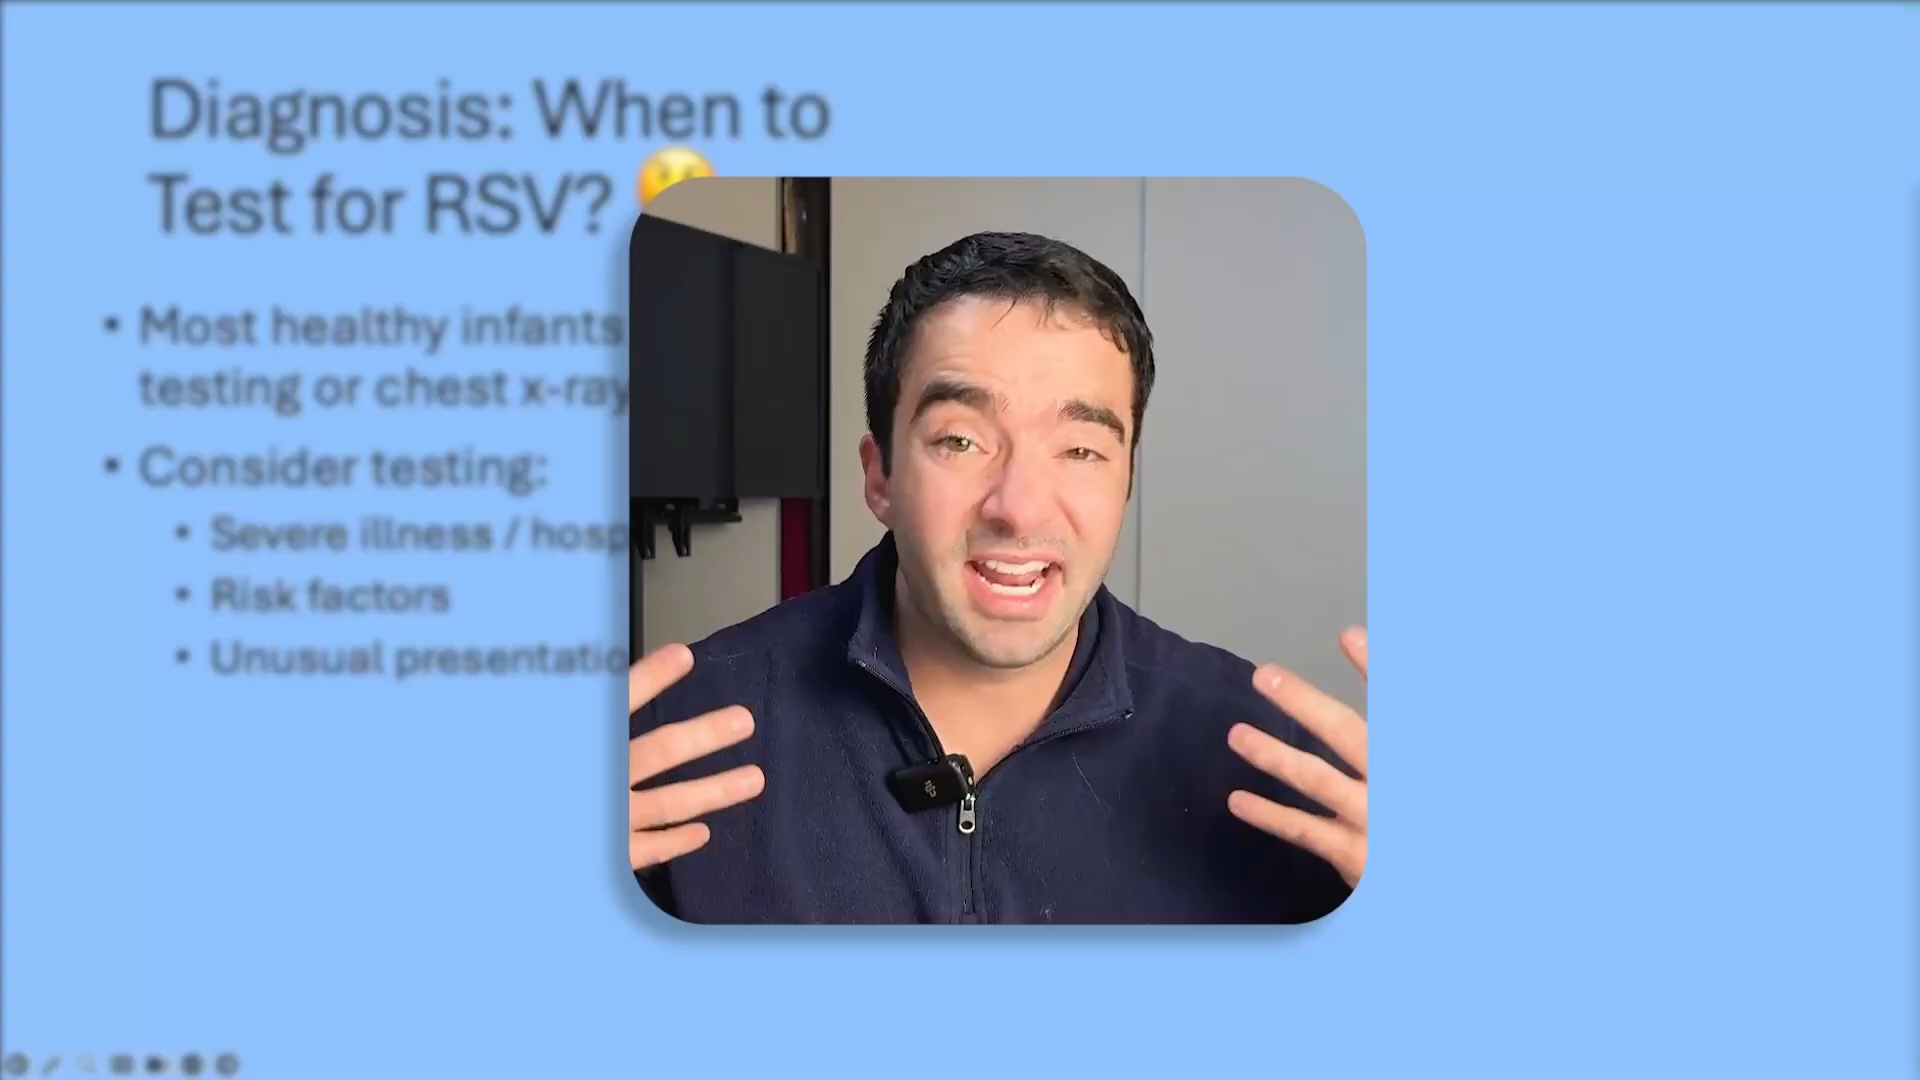 Diagnosis: When to
Test for RSV?
• Most healthy infants
testing or chest x-ray
• Consider testing:
• Severe illness / hosp
• Risk factors
• Unusual presentatio